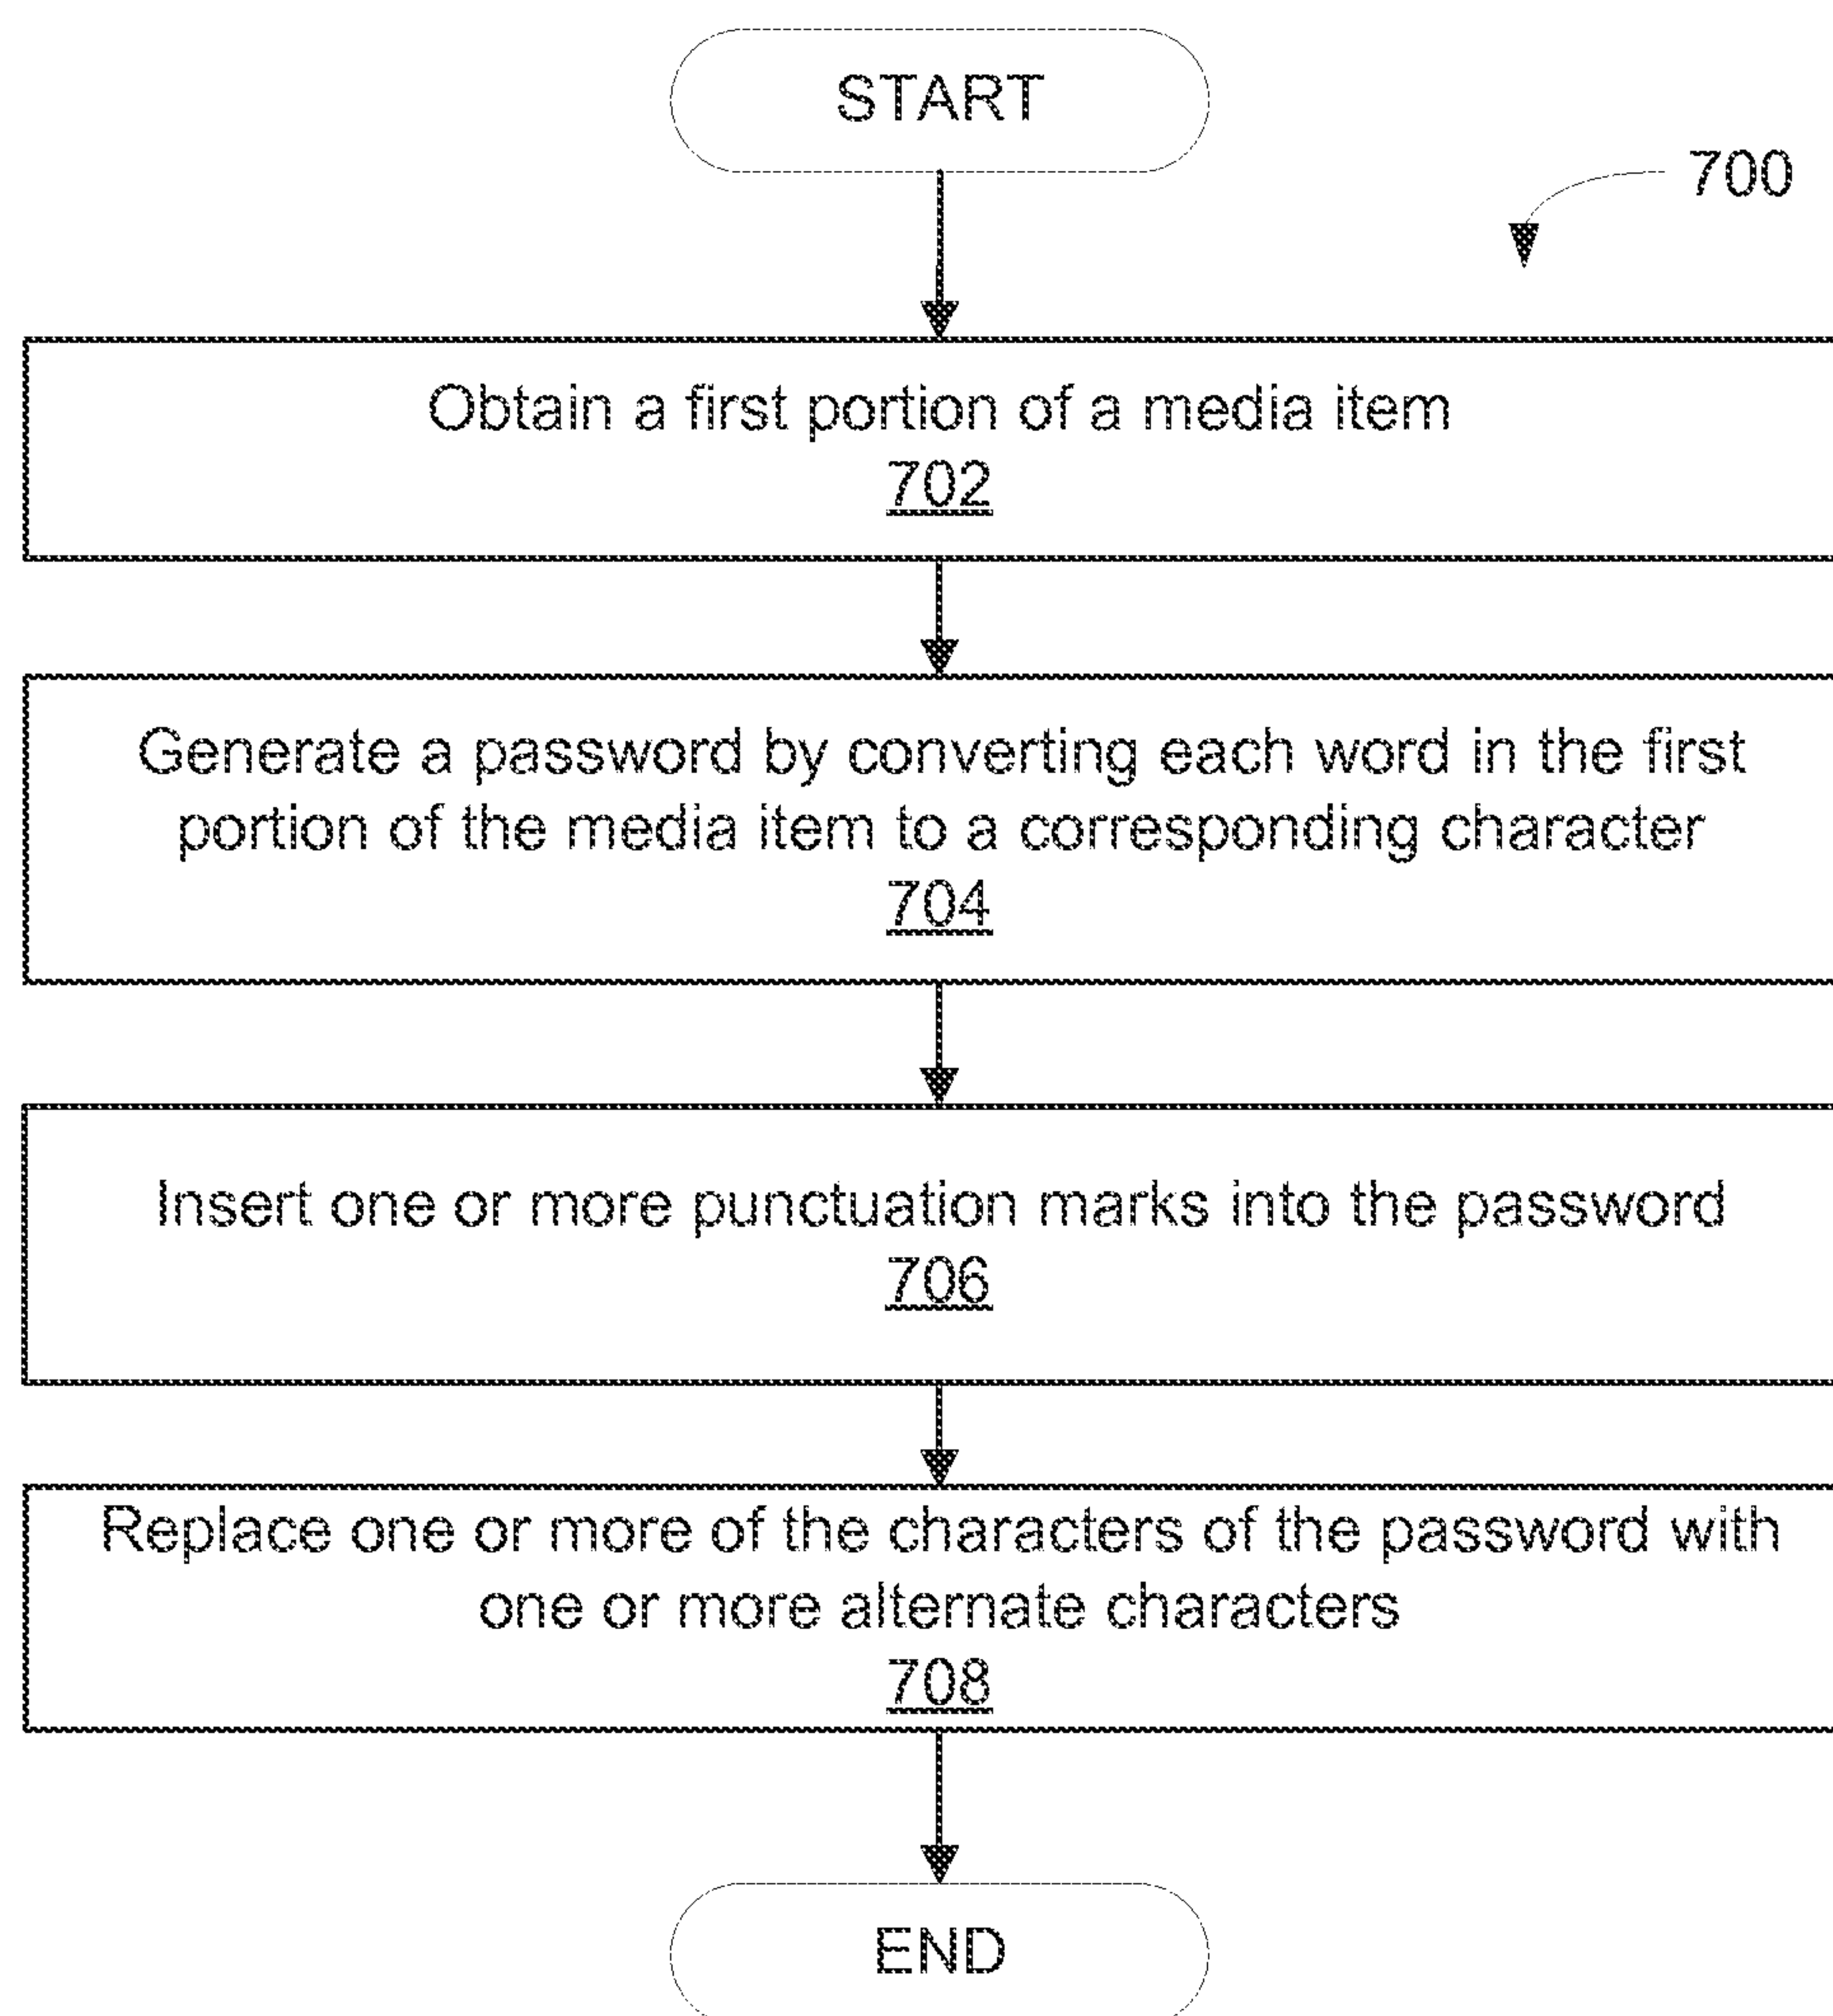 START
700
Obtain a first portion of a media item
702
Generate a password by converting each word in the first
portion of the media item to a corresponding character
704
Insert one or more punctuation marks into the password
706
Replace one or more of the characters of the password with
one or more alternate characters
708
END